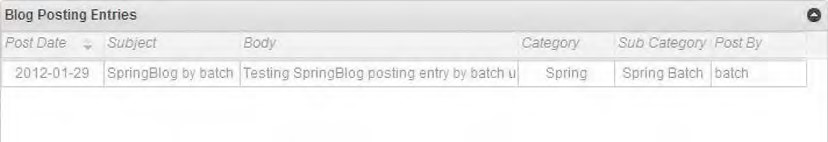 Blog Posting Entries
Post Date Subject Body Category Sub Category Post By
2012-01-29 SpringBlog by batch Testing SpringBlog posting entry by batch u Spring Spring Batch batch